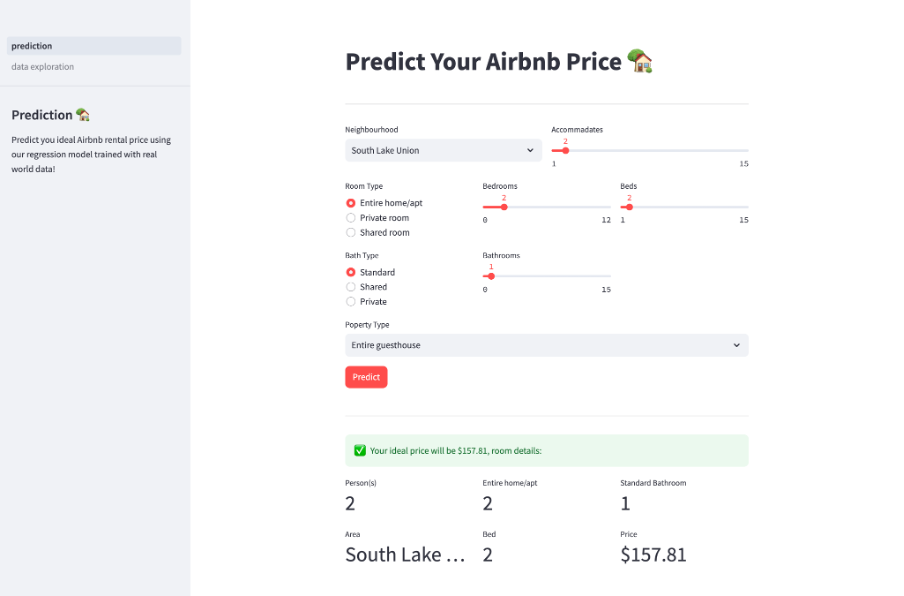 prediction
data exploration
Prediction
Predict you ideal Airbnb rental price using
our regression model trained with real
world data!
Predict Your Airbnb Price
Neighbourhood
South Lake Union
Accommadates
2
1 15
Room Type
Entire home/apt
Private room
Shared room
Bedrooms
2
0 12
Beds
2
1 15
Bath Type
Standard
Shared
Private
Bathrooms
1
0 15
Poperty Type
Entire guesthouse
Predict
Your ideal price will be $157.81, room details:
Person(s)
2
Entire home/apt
2
Standard Bathroom
1
Area
South Lake ...
Bed
2
Price
$157.81